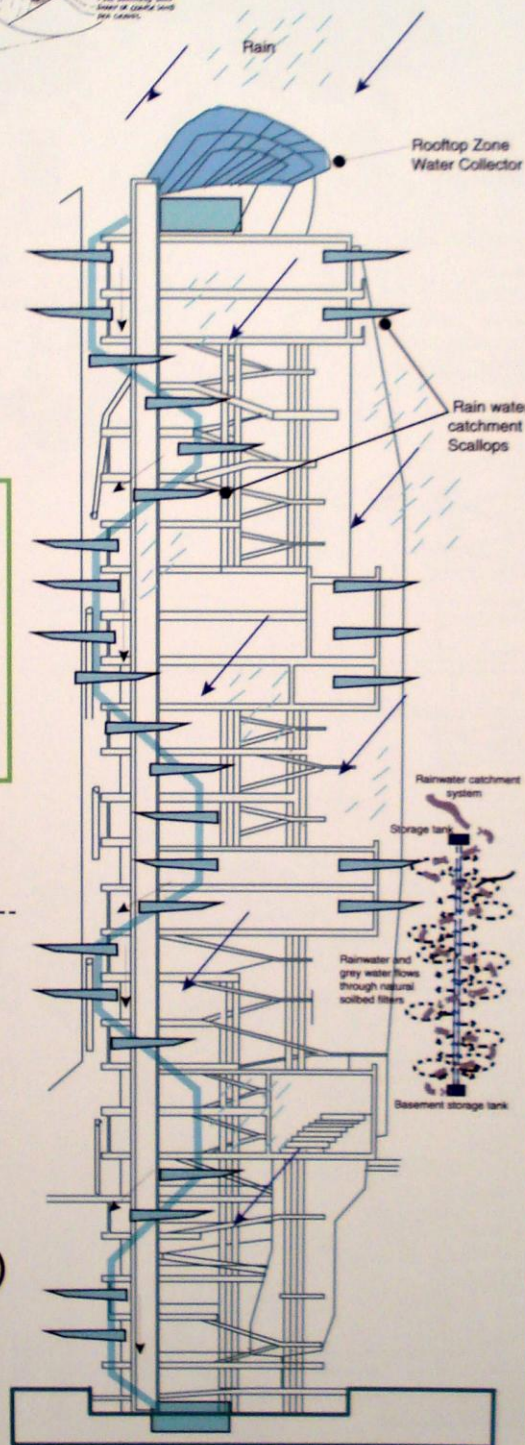 Rain
Rooftop Zone
Water Collector
Rain water
catchment
Scallops
Rainwater catchment
system
Storage tank
Rainwater and
grey water flows
through natural
soilbed filters
Basement storage tank